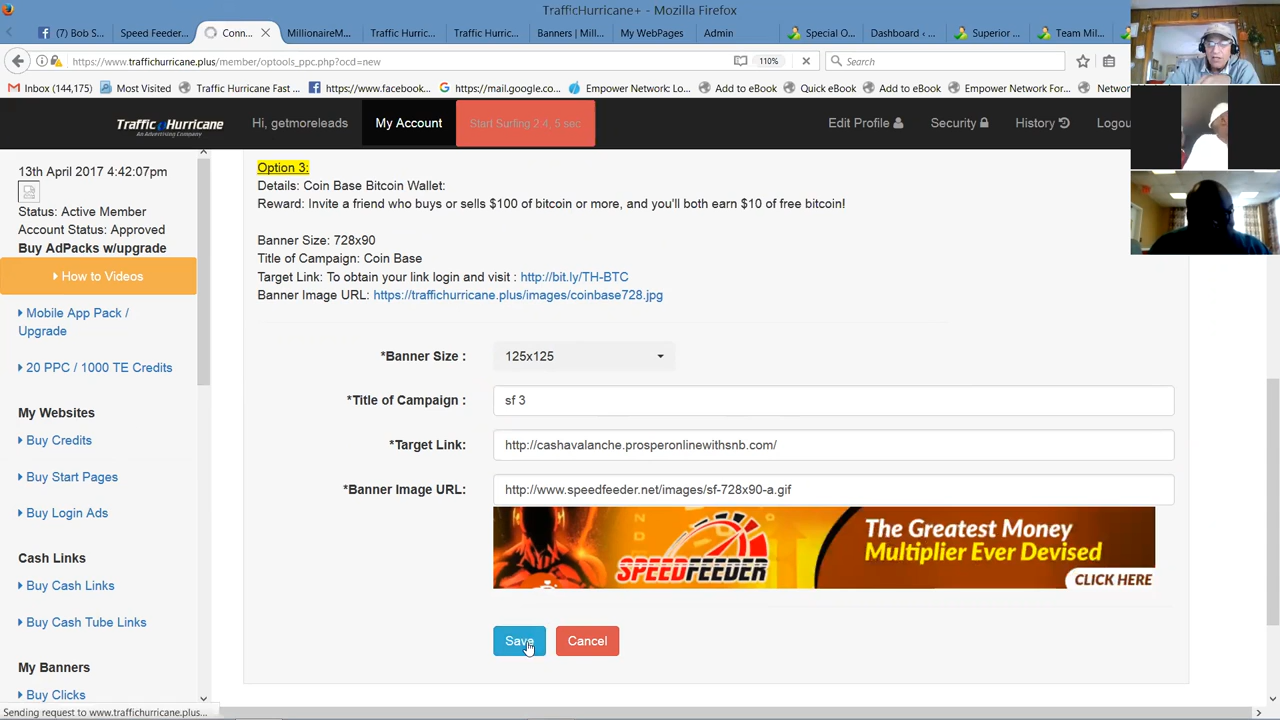 TrafficHurricane+ - Mozilla Firefox
(7) Bob S...
Speed Feeder...
Conn...
MillionaireM...
Traffic Hurric...
Traffic Hurric...
Banners | Mill...
My WebPages
Admin
Special O...
Dashboard ‹ ...
Superior ...
Team Mil...
https://www.traffichurricane.plus/member/optools_ppc.php?ocd=new
110%
Search
Inbox (144,175)
Most Visited
Traffic Hurricane Fast ...
https://www.facebook...
https://mail.google.co...
Empower Network: Lo...
Add to eBook
Quick eBook
Add to eBook
Empower Network For...
Netwo
Traffic Hurricane
An Advertising Company
Hi, getmoreleads
My Account
Start Surfing 2.4, 5 sec
Edit Profile
Security
History
Logou
13th April 2017 4:42:07pm
Status: Active Member
Account Status: Approved
Buy AdPacks w/upgrade
How to Videos
Mobile App Pack /
Upgrade
20 PPC / 1000 TE Credits
My Websites
Buy Credits
Buy Start Pages
Buy Login Ads
Cash Links
Buy Cash Links
Buy Cash Tube Links
My Banners
Buy Clicks
Option 3:
Details: Coin Base Bitcoin Wallet:
Reward: Invite a friend who buys or sells $100 of bitcoin or more, and you'll both earn $10 of free bitcoin!
Banner Size: 728x90
Title of Campaign: Coin Base
Target Link: To obtain your link login and visit : http://bit.ly/TH-BTC
Banner Image URL: https://traffichurricane.plus/images/coinbase728.jpg
*Banner Size : 125x125
*Title of Campaign : sf 3
*Target Link: http://cashavalanche.prosperonlinewithsnb.com/
*Banner Image URL: http://www.speedfeeder.net/images/sf-728x90-a.gif
SPEEDFEEDER
The Greatest Money
Multiplier Ever Devised
CLICK HERE
Save
Cancel
Sending request to www.traffichurricane.plus...